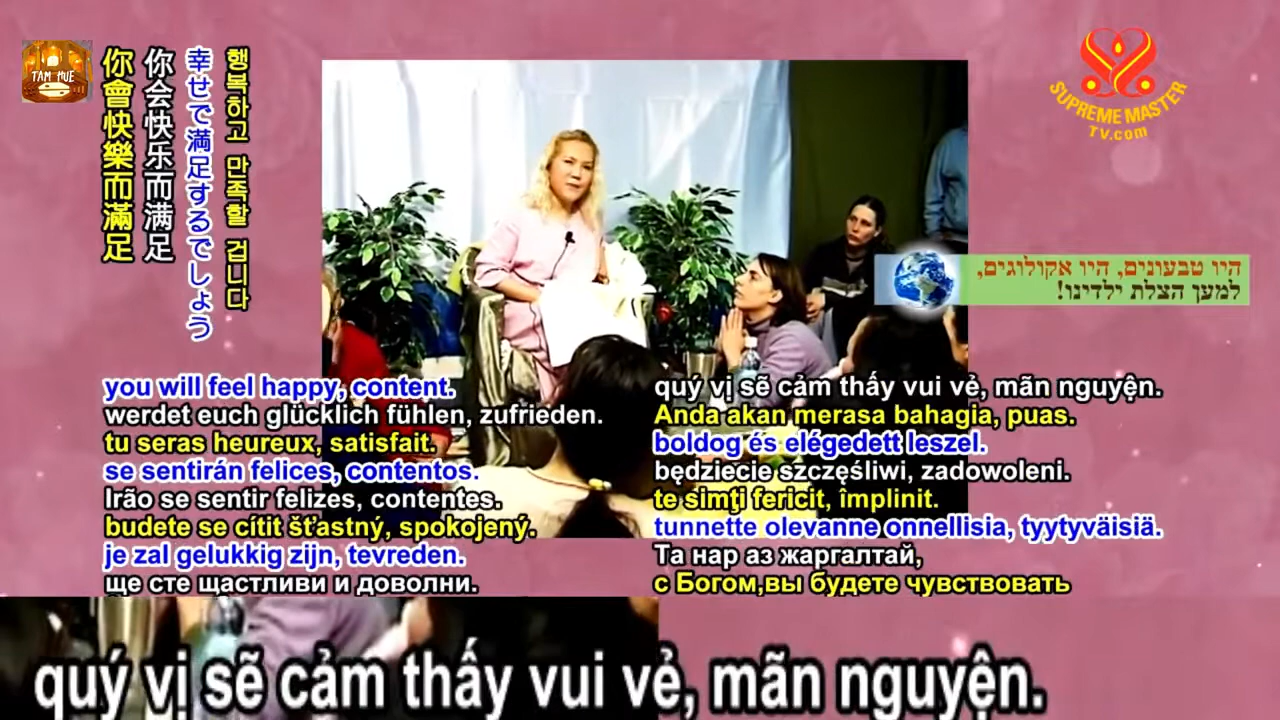 TAM HUE
你會快樂而滿足
你会快乐而满足
幸せで満足するでしょう
행복하고 만족할 겁니다
SUPREME MASTER
TV.com
היו טבעונים, היו אקולוגים,
למען הצלת ילדינו!
you will feel happy, content.
werdet euch glücklich fühlen, zufrieden.
tu seras heureux, satisfait.
se sentirán felices, contentos.
Irão se sentir felizes, contentes.
budete se cítit šťastný, spokojený.
je zal gelukkig zijn, tevreden.
ще сте щастливи и доволни.
quý vị sẽ cảm thấy vui vẻ, mãn nguyện.
Anda akan merasa bahagia, puas.
boldog és elégedett leszel.
będziecie szczęśliwi, zadowoleni.
te simţi fericit, împlinit.
tunnette olevanne onnellisia, tyytyväisiä.
Та нар аз жаргалтай,
с Богом,вы будете чувствовать
quý vị sẽ cảm thấy vui vẻ, mãn nguyện.